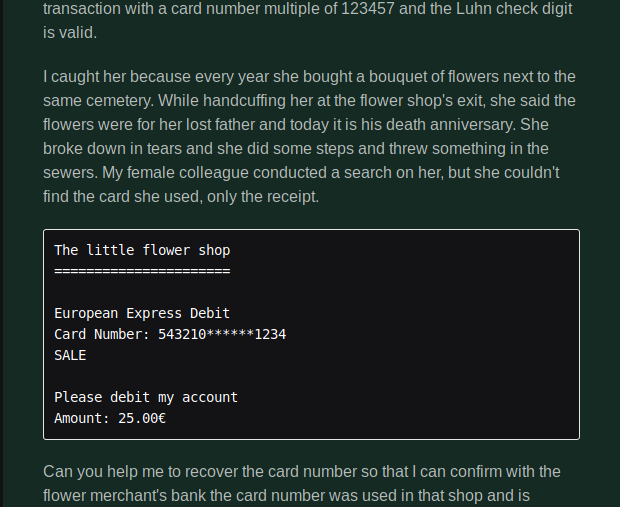 transaction with a card number multiple of 123457 and the Luhn check digit
is valid.
I caught her because every year she bought a bouquet of flowers next to the
same cemetery. While handcuffing her at the flower shop's exit, she said the
flowers were for her lost father and today it is his death anniversary. She
broke down in tears and she did some steps and threw something in the
sewers. My female colleague conducted a search on her, but she couldn't
find the card she used, only the receipt.
The little flower shop
======================
European Express Debit
Card Number: 543210******1234
SALE
Please debit my account
Amount: 25.00€
Can you help me to recover the card number so that I can confirm with the
flower merchant's bank the card number was used in that shop and is